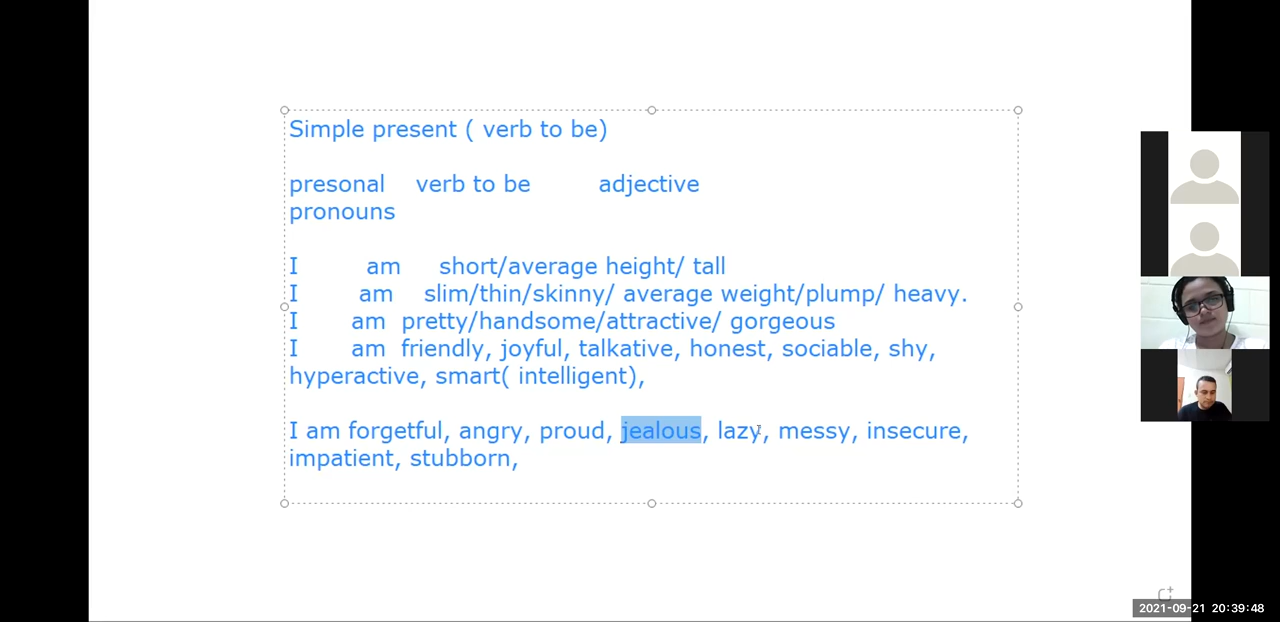 Simple present ( verb to be)
presonal verb to be adjective
pronouns
I am short/average height/ tall
I am slim/thin/skinny/ average weight/plump/ heavy.
I am pretty/handsome/attractive/ gorgeous
I am friendly, joyful, talkative, honest, sociable, shy,
hyperactive, smart( intelligent),
I am forgetful, angry, proud, jealous, lazy, messy, insecure,
impatient, stubborn,
2021-09-21 20:39:48